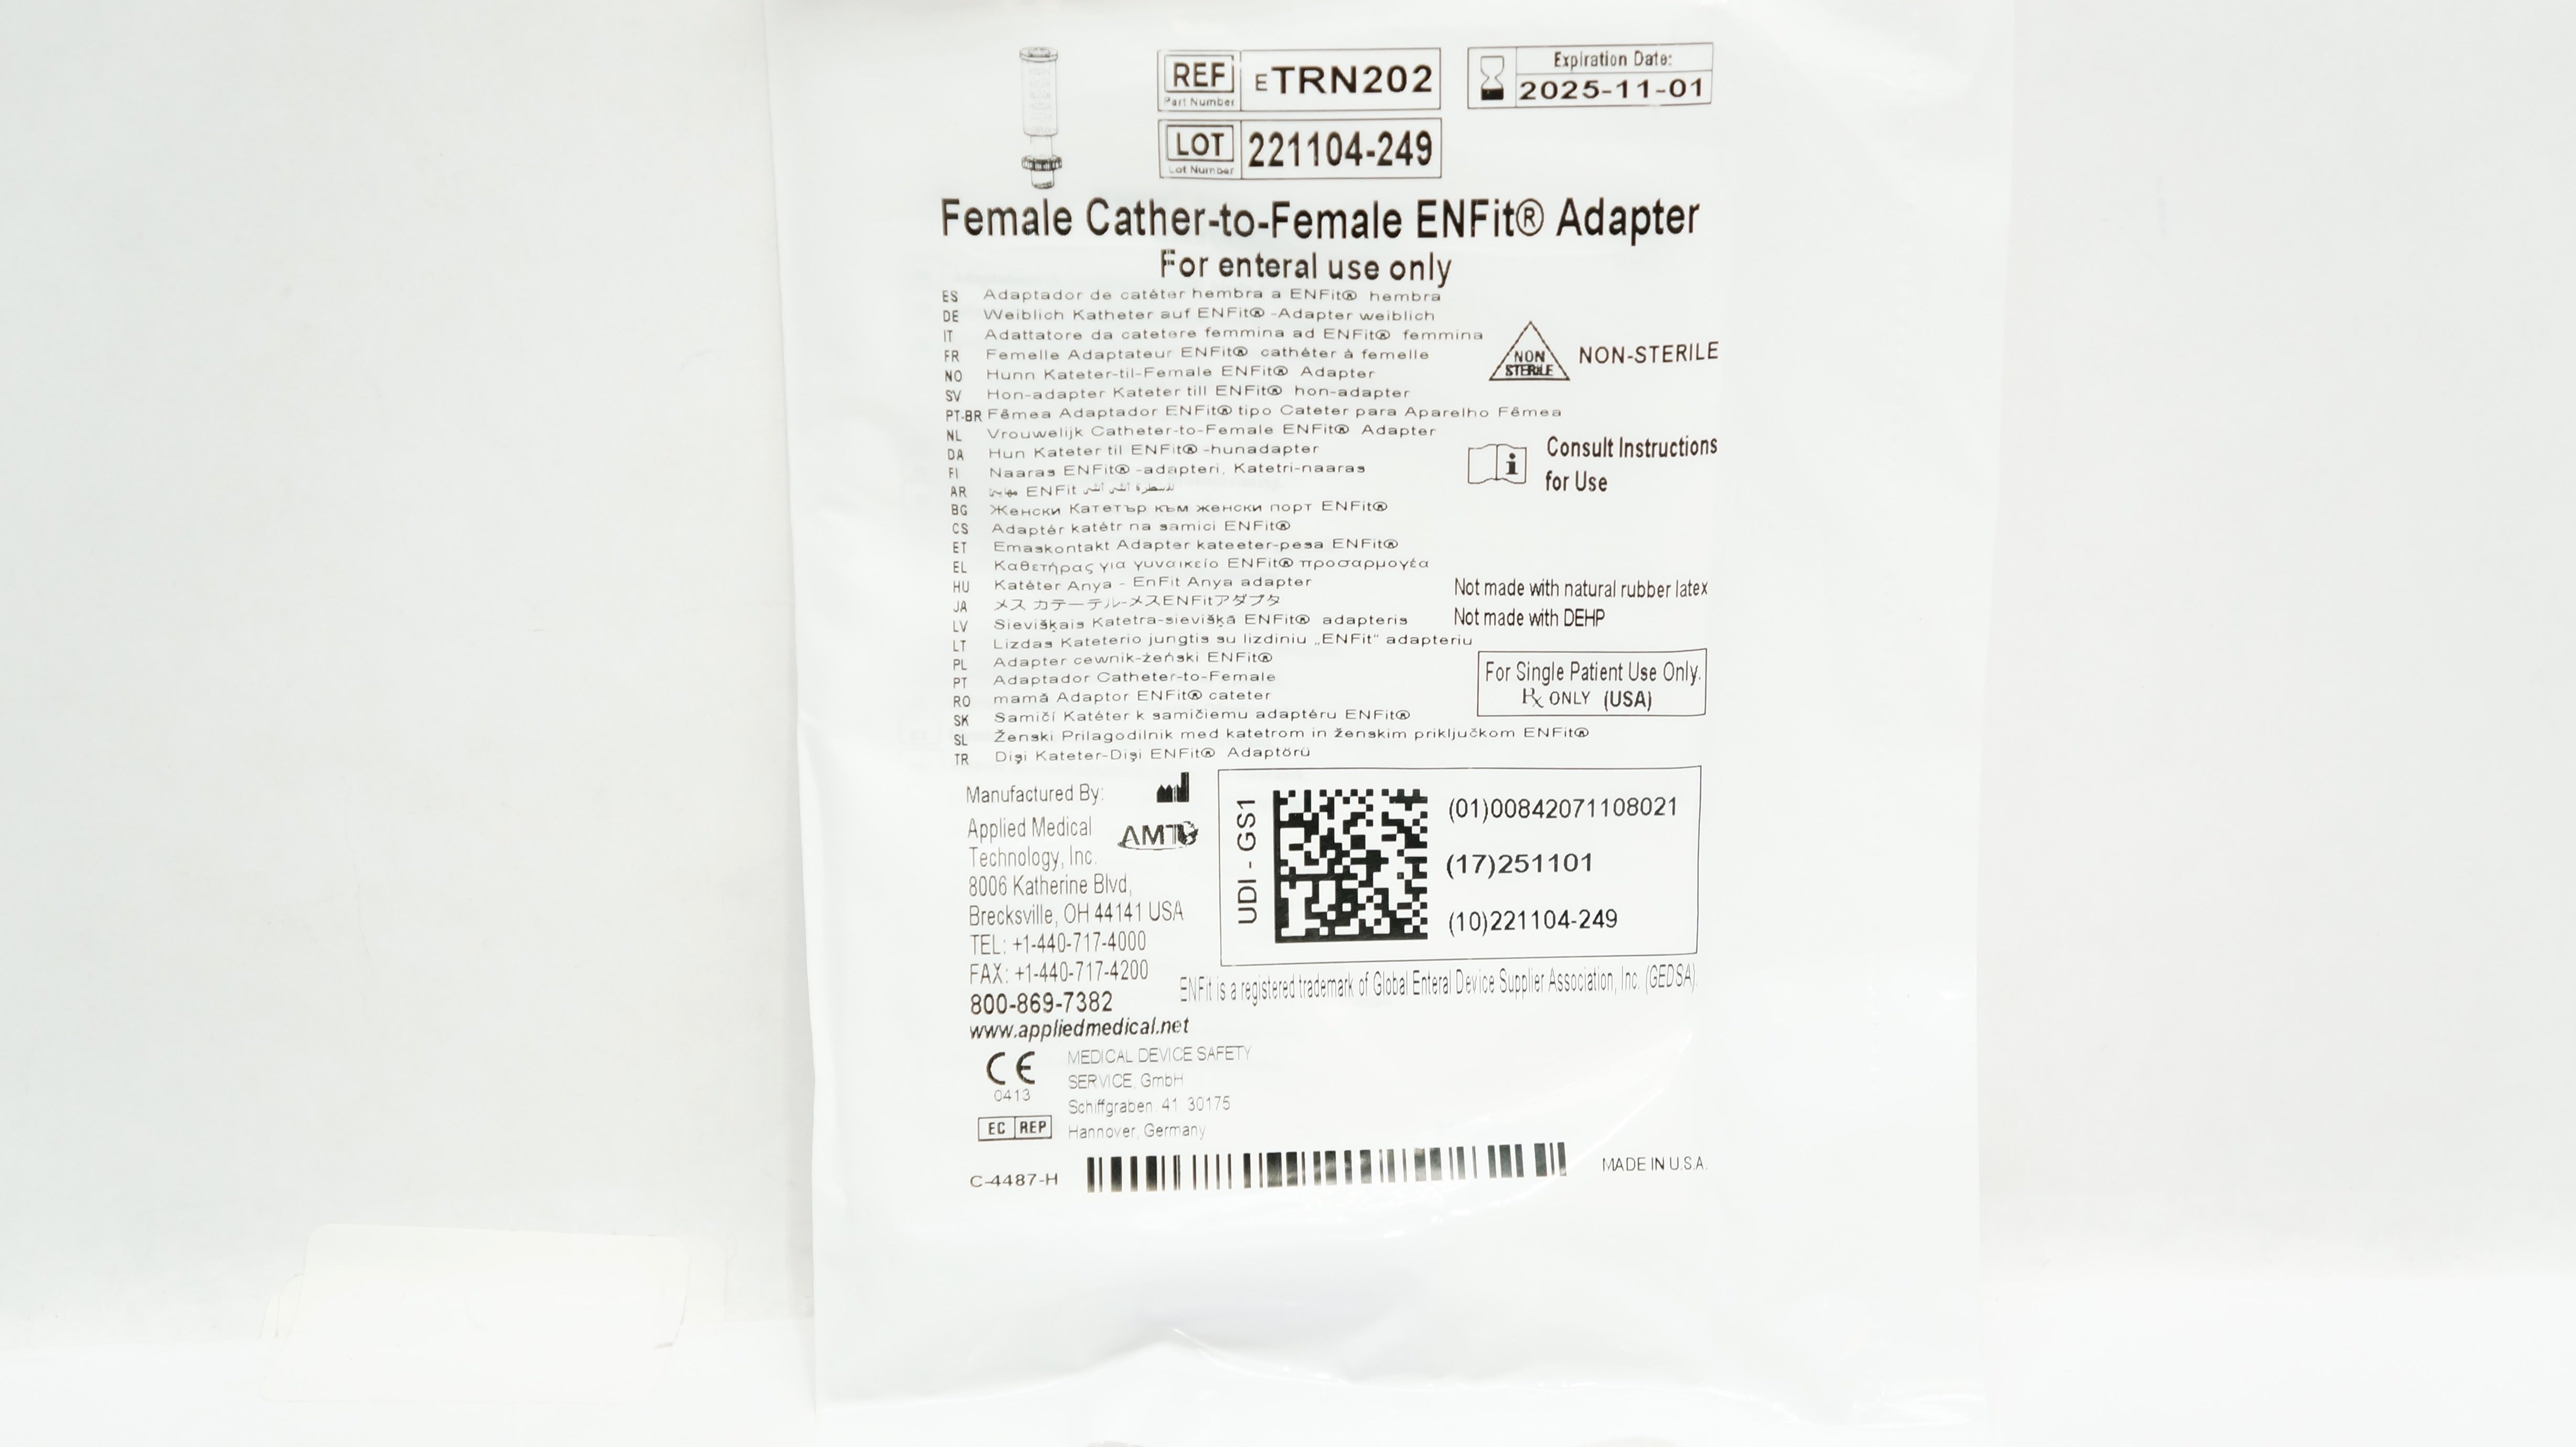 REF
Part Number
ETRN202
Expiration Date:
2025-11-01
LOT
Lot Number
221104-249
Female Cather-to-Female ENFit® Adapter
For enteral use only
ES Adaptador de catéter hembra a ENFit® hembra
DE Weiblich Katheter auf ENFit® -Adapter weiblich
IT Adattatore da catetere femmina ad ENFit® femmina
FR Femelle Adaptateur ENFit® cathéter à femelle
NO Hunn Kateter-til-Female ENFit® Adapter
SV Hon-adapter Kateter till ENFit® hon-adapter
PT-BR Fêmea Adaptador ENFit® tipo Cateter para Aparelho Fêmea
NL Vrouwelijk Catheter-to-Female ENFit® Adapter
DA Hun Kateter til ENFit® -hunadapter
FI Naaras ENFit® -adapteri, Katetri-naaras
AR ENFit
BG Женски Катетър към женски порт ENFit®
CS Adaptér katétr na samici ENFit®
ET Emaskontakt Adapter kateeter-pesa ENFit®
EL Καθετήρας για γυναικείο ENFit® προσαρμογέα
HU Katéter Anya - EnFit Anya adapter
JA メス カテーテル-メスENFitアダプタ
LV Sievišķais Katetra-sievišķā ENFit® adapteris
LT Lizdas Kateterio jungtis su lizdiniu „ENFit“ adapteriu
PL Adapter cewnik-żeński ENFit®
PT Adaptador Catheter-to-Female
RO mamă Adaptor ENFit® cateter
SK Samičí Katéter k samičiemu adaptéru ENFit®
SL Ženski Prilagodilnik med katetrom in ženskim priključkom ENFit®
TR Dişi Kateter-Dişi ENFit® Adaptörü
NON
STERILE
NON-STERILE
Consult Instructions
for Use
Not made with natural rubber latex
Not made with DEHP
For Single Patient Use Only.
Rx ONLY (USA)
Manufactured By:
Applied Medical
Technology, Inc.
8006 Katherine Blvd,
Brecksville, OH 44141 USA
TEL: +1-440-717-4000
FAX: +1-440-717-4200
800-869-7382
www.appliedmedical.net
AMT
UDI - GS1
(01)00842071108021
(17)251101
(10)221104-249
ENFit is a registered trademark of Global Enteral Device Supplier Association, Inc. (GEDSA).
CE
0413
EC REP
MEDICAL DEVICE SAFETY
SERVICE, GmbH
Schiffgraben 41 30175
Hannover, Germany
C-4487-H
MADE IN U.S.A.